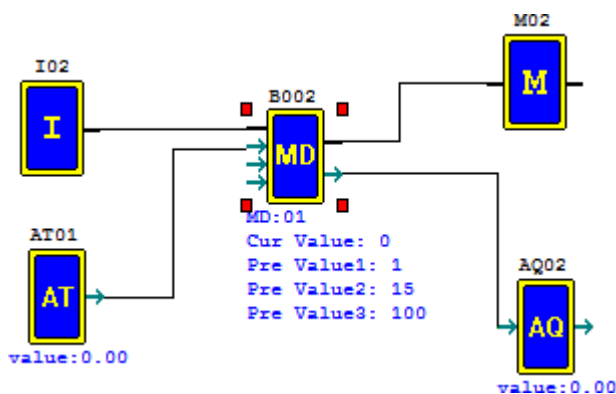 M02
I02
M
B002
I
MD
MD:01
AT01
Cur Value: 0
Pre Value1: 1
AQ02
Pre Value2: 15
AT
Pre Value3: 100
AQ
value:0.00
value:0.00